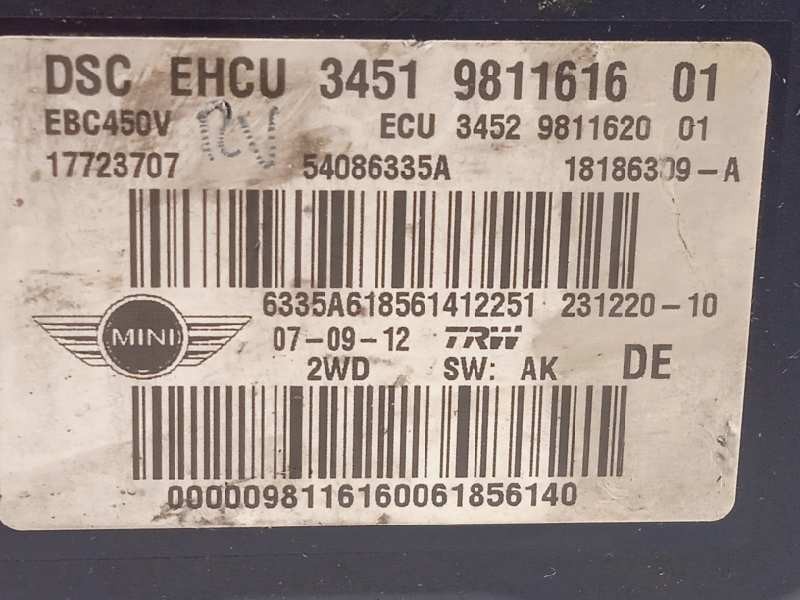 DSC EHCU 3451 9811616 01
EBC450V ECU 3452 9811620 01
17723707 54086335A 18186309-A
6335A618561412251 231220-10
MINI
07-09-12 TRW
2WD SW: AK DE
0000098116160061856140